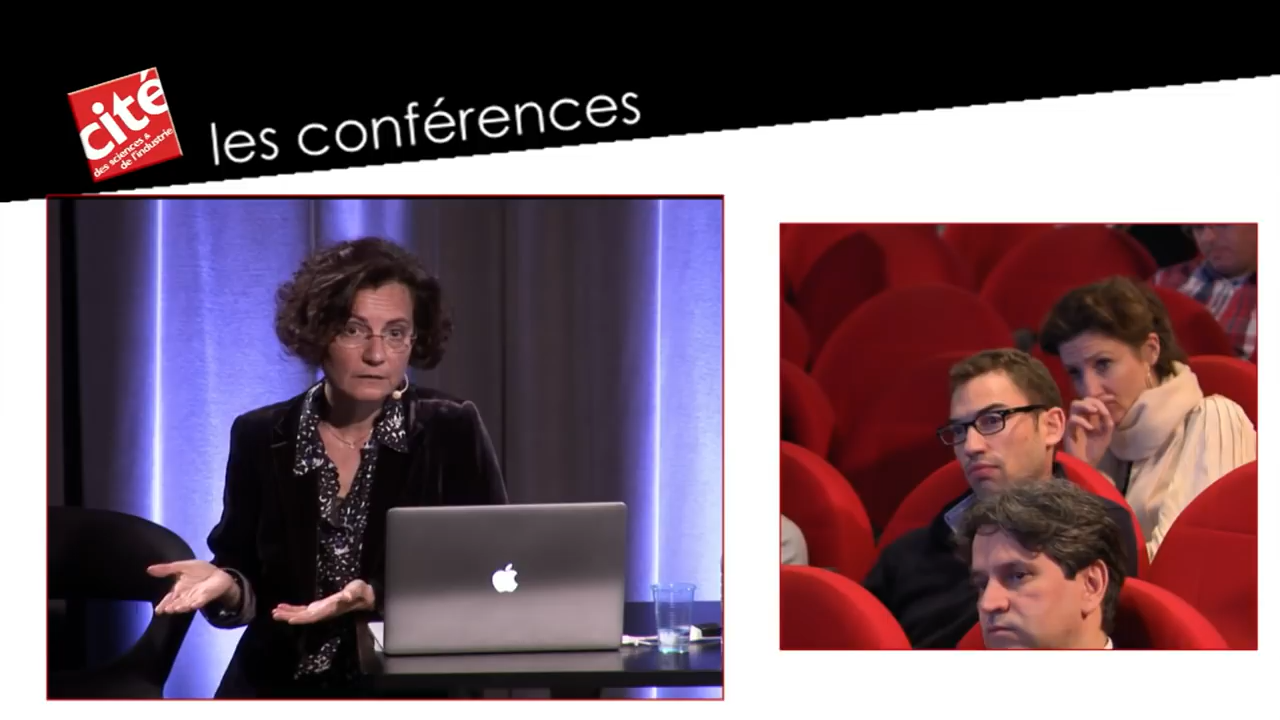 cité
des sciences &
de l'industrie
les conférences